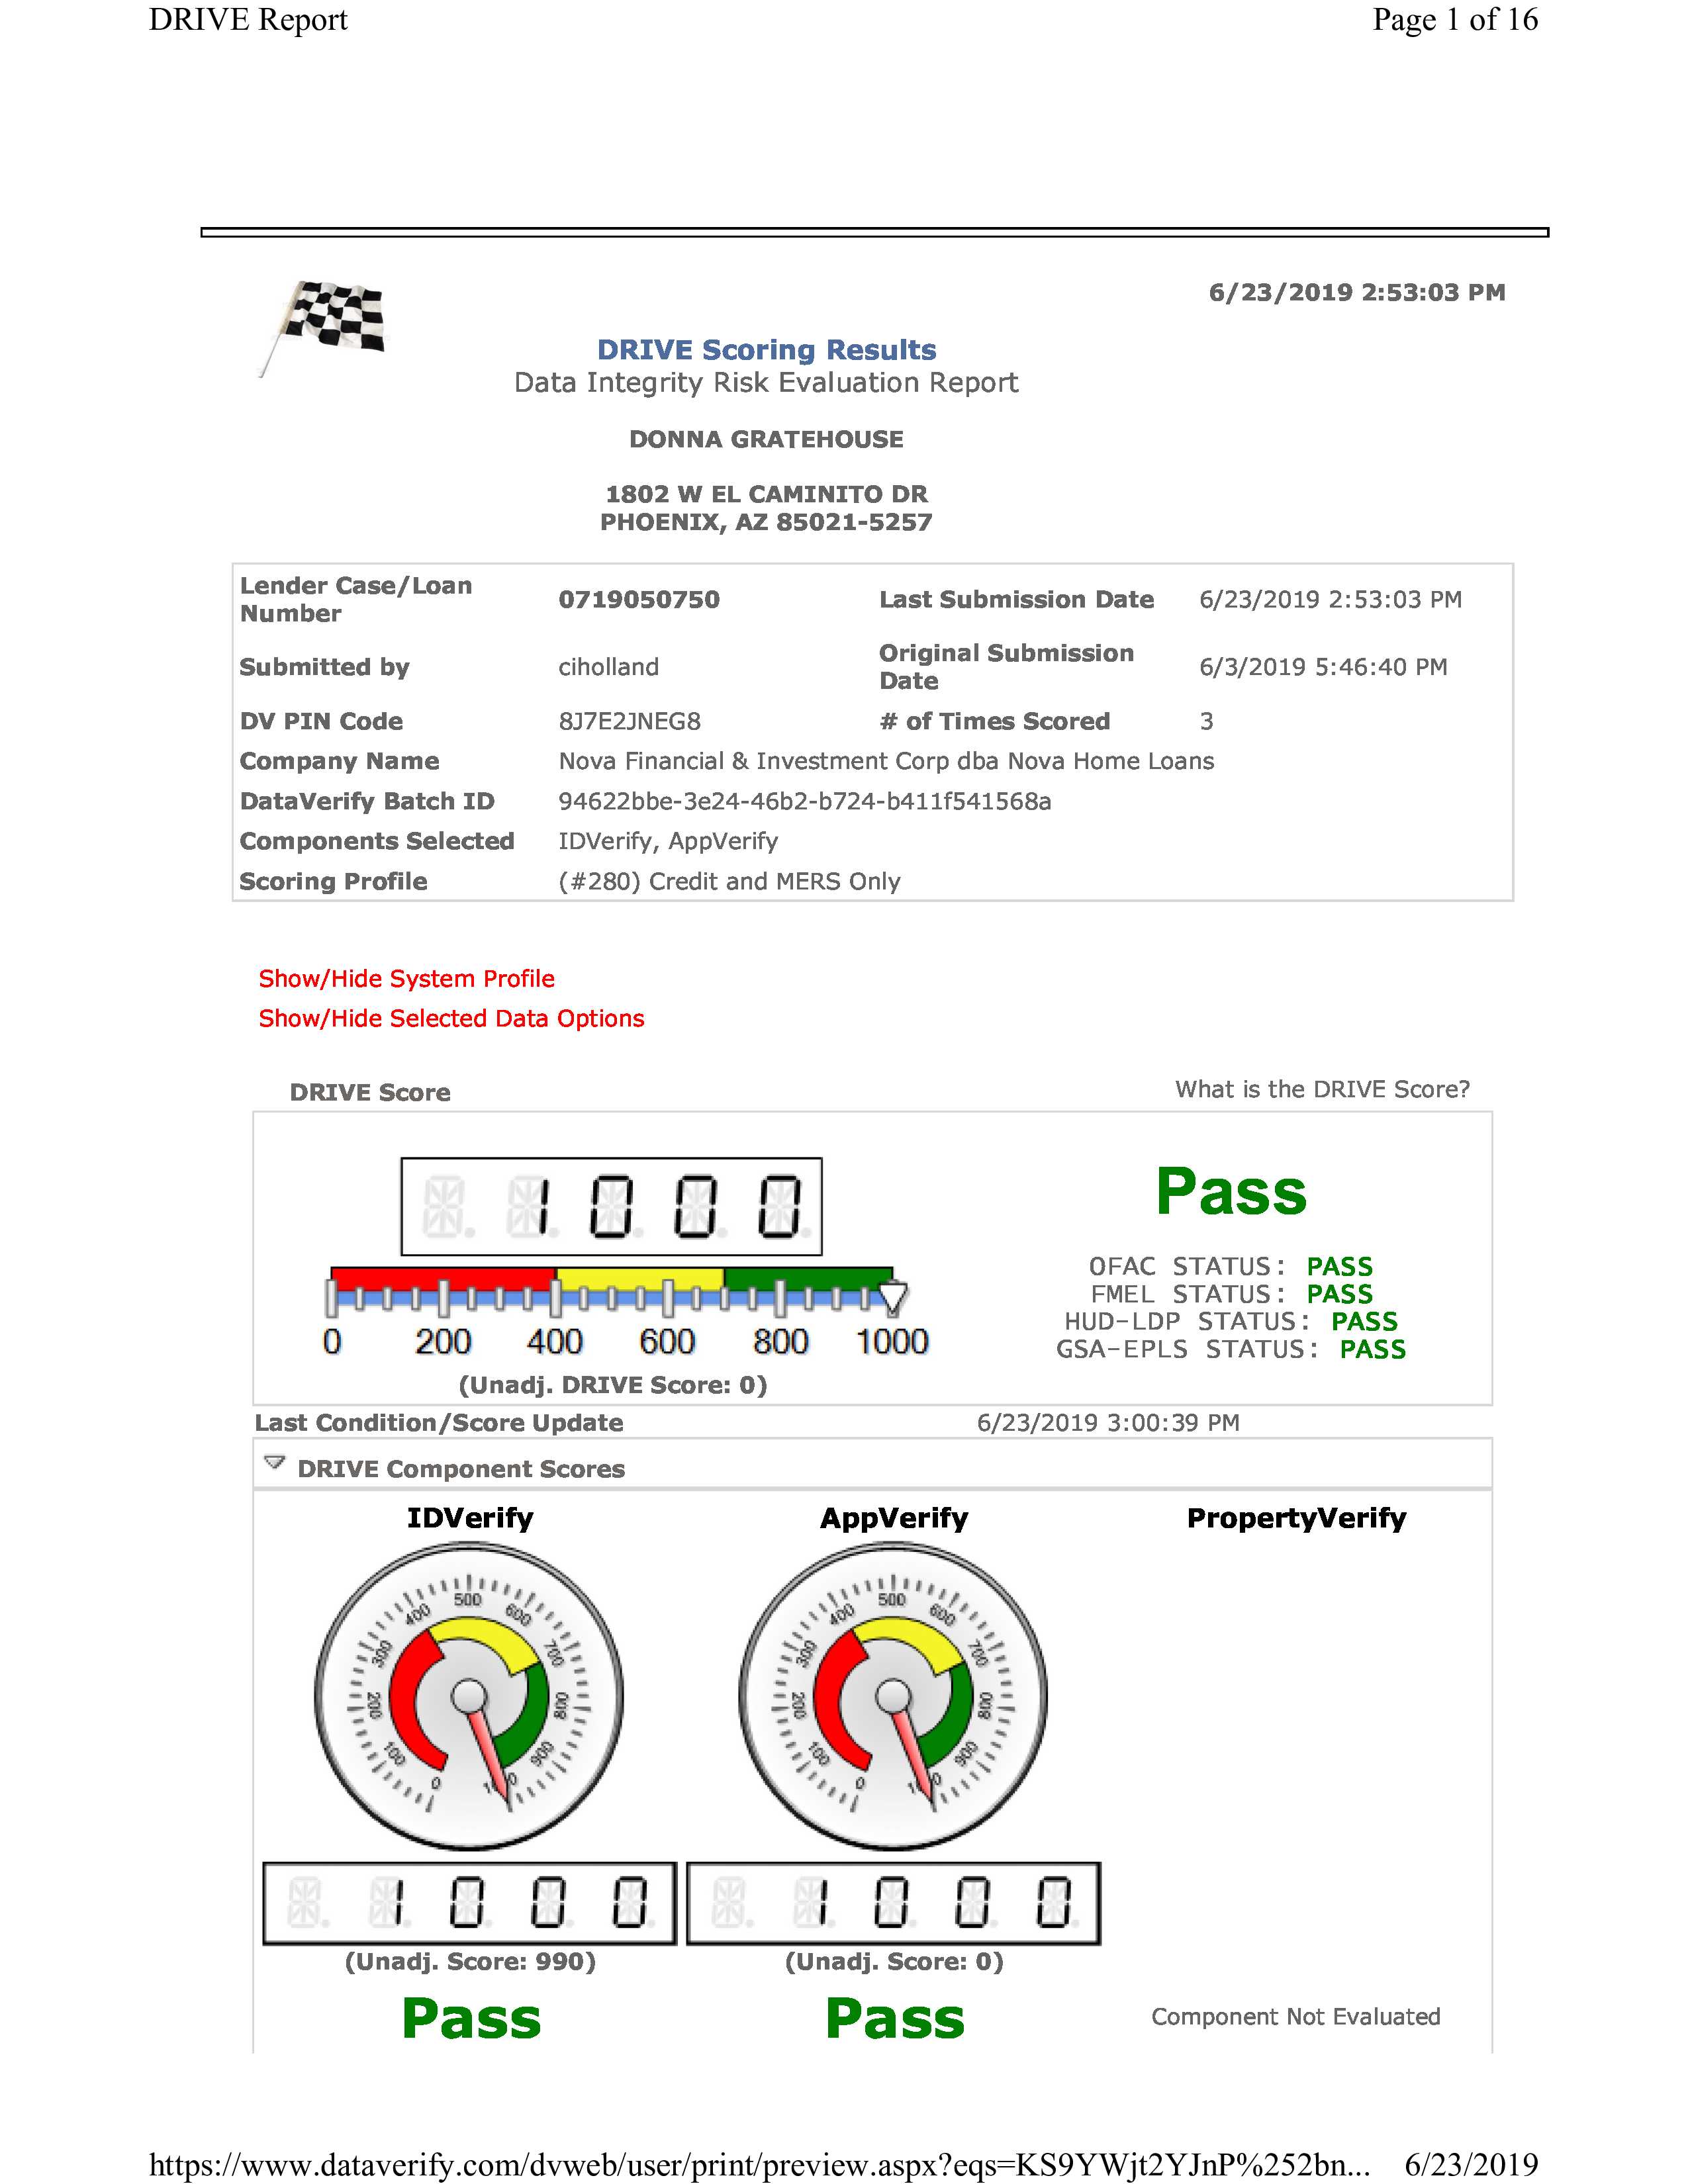 DRIVE Report Page 1 of 16
6/23/2019 2:53:03 PM
DRIVE Scoring Results
Data Integrity Risk Evaluation Report
DONNA GRATEHOUSE
1802 W EL CAMINITO DR
PHOENIX, AZ 85021-5257
Lender Case/Loan Number 0719050750 Last Submission Date 6/23/2019 2:53:03 PM
Submitted by ciholland Original Submission Date 6/3/2019 5:46:40 PM
DV PIN Code 8J7E2JNEG8 # of Times Scored 3
Company Name Nova Financial & Investment Corp dba Nova Home Loans
DataVerify Batch ID 94622bbe-3e24-46b2-b724-b411f541568a
Components Selected IDVerify, AppVerify
Scoring Profile (#280) Credit and MERS Only
Show/Hide System Profile
Show/Hide Selected Data Options
DRIVE Score What is the DRIVE Score?
1000
Pass
0 200 400 600 800 1000
(Unadj. DRIVE Score: 0)
OFAC STATUS: PASS
FMEL STATUS: PASS
HUD-LDP STATUS: PASS
GSA-EPLS STATUS: PASS
Last Condition/Score Update 6/23/2019 3:00:39 PM
DRIVE Component Scores
IDVerify AppVerify PropertyVerify
0 100 200 300 400 500 600 700 800 900 1000
0 100 200 300 400 500 600 700 800 900 1000
1000 1000
(Unadj. Score: 990) (Unadj. Score: 0)
Pass Pass Component Not Evaluated
https://www.dataverify.com/dvweb/user/print/preview.aspx?eqs=KS9YWjt2YJnP%252bn... 6/23/2019